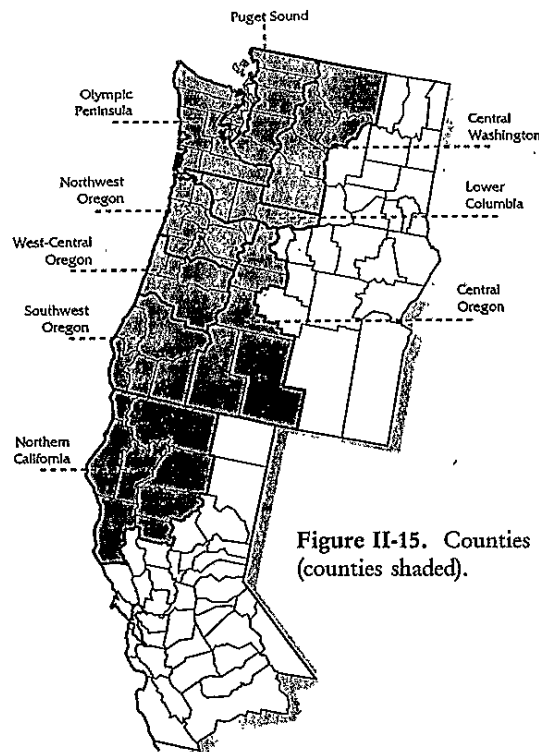 Puget Sound
Olympic
Peninsula
Central
Washington
Northwest
Oregon
Lower
Columbia
West-Central
Oregon
Southwest
Oregon
Central
Oregon
Northern
California
Figure II-15. Counties
(counties shaded).